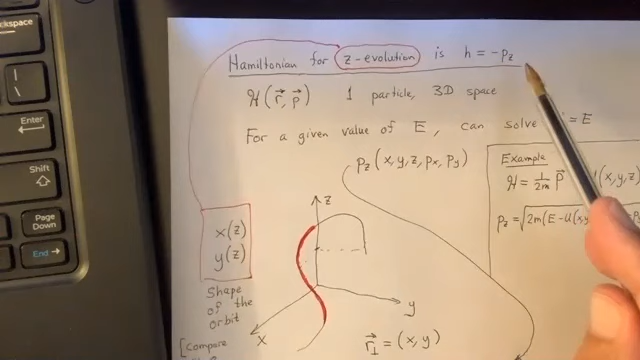 Hamiltonian for z-evolution is h = -pz
ℋ(r⃗, p⃗) 1 particle, 3D space
For a given value of E, can solve = E
pz(x, y, z, px, py)
Example
ℋ = 1/2m p⃗ (x, y, z)
pz = √2m(E - U(x,y
x(z)
y(z)
Shape
of the
orbit
[compare
z
y
x
r⃗⊥ = (x, y)
Enter
Shift
Page
Down
End